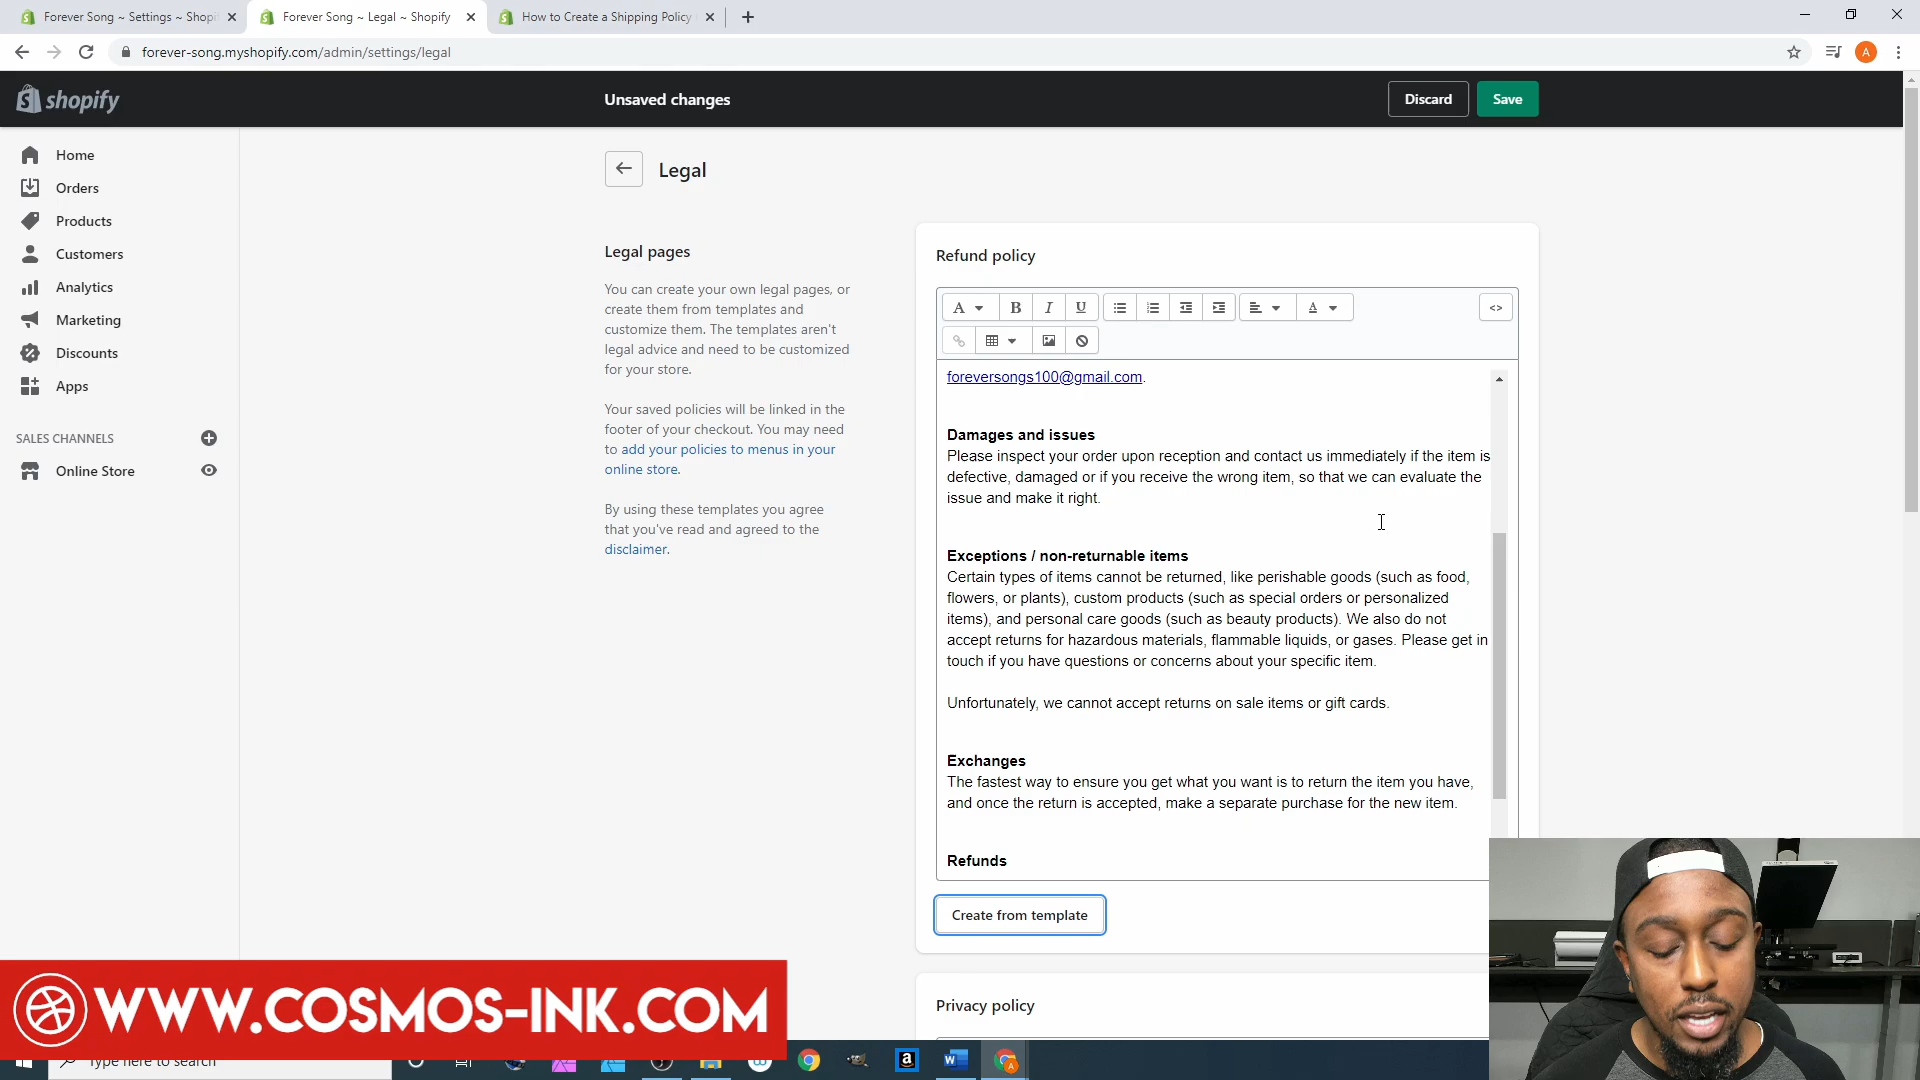 Forever Song ~ Settings ~ Shopi
Forever Song ~ Legal ~ Shopify
How to Create a Shipping Policy
forever-song.myshopify.com/admin/settings/legal
A
shopify
Unsaved changes
Discard
Save
Home
Orders
Products
Customers
Analytics
Marketing
Discounts
Apps
SALES CHANNELS
Online Store
Legal
Legal pages
You can create your own legal pages, or
create them from templates and
customize them. The templates aren't
legal advice and need to be customized
for your store.
Your saved policies will be linked in the
footer of your checkout. You may need
to add your policies to menus in your
online store.
By using these templates you agree
that you've read and agreed to the
disclaimer.
Refund policy
A B I U A <>
foreversongs100@gmail.com.
Damages and issues
Please inspect your order upon reception and contact us immediately if the item is
defective, damaged or if you receive the wrong item, so that we can evaluate the
issue and make it right.
Exceptions / non-returnable items
Certain types of items cannot be returned, like perishable goods (such as food,
flowers, or plants), custom products (such as special orders or personalized
items), and personal care goods (such as beauty products). We also do not
accept returns for hazardous materials, flammable liquids, or gases. Please get in
touch if you have questions or concerns about your specific item.
Unfortunately, we cannot accept returns on sale items or gift cards.
Exchanges
The fastest way to ensure you get what you want is to return the item you have,
and once the return is accepted, make a separate purchase for the new item.
Refunds
Create from template
Privacy policy
WWW.COSMOS-INK.COM
Type here to search